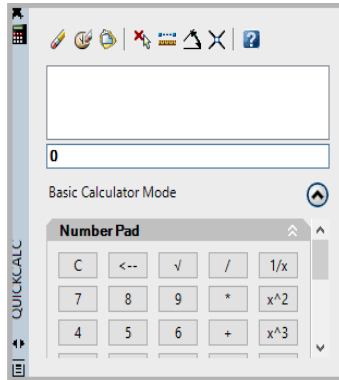 0
Basic Calculator Mode
Number Pad
C <-- √ / 1/x
7 8 9 * x^2
4 5 6 + x^3
QUICKCALC